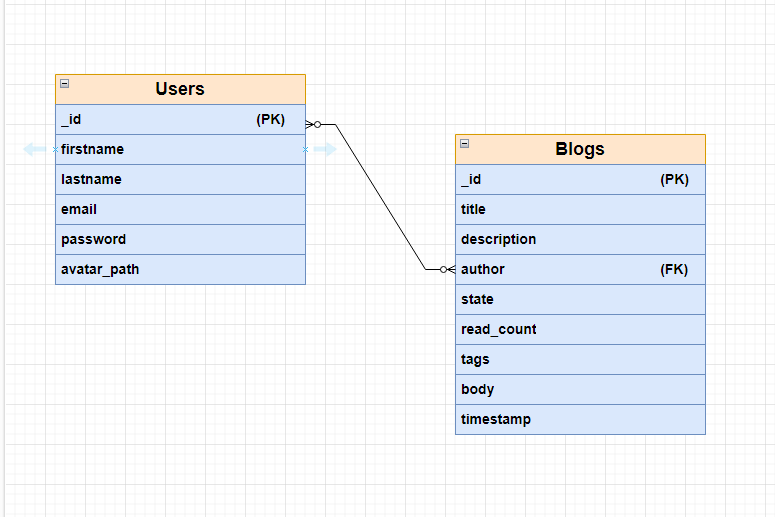 Users
_id (PK)
firstname
lastname
email
password
avatar_path
Blogs
_id (PK)
title
description
author (FK)
state
read_count
tags
body
timestamp